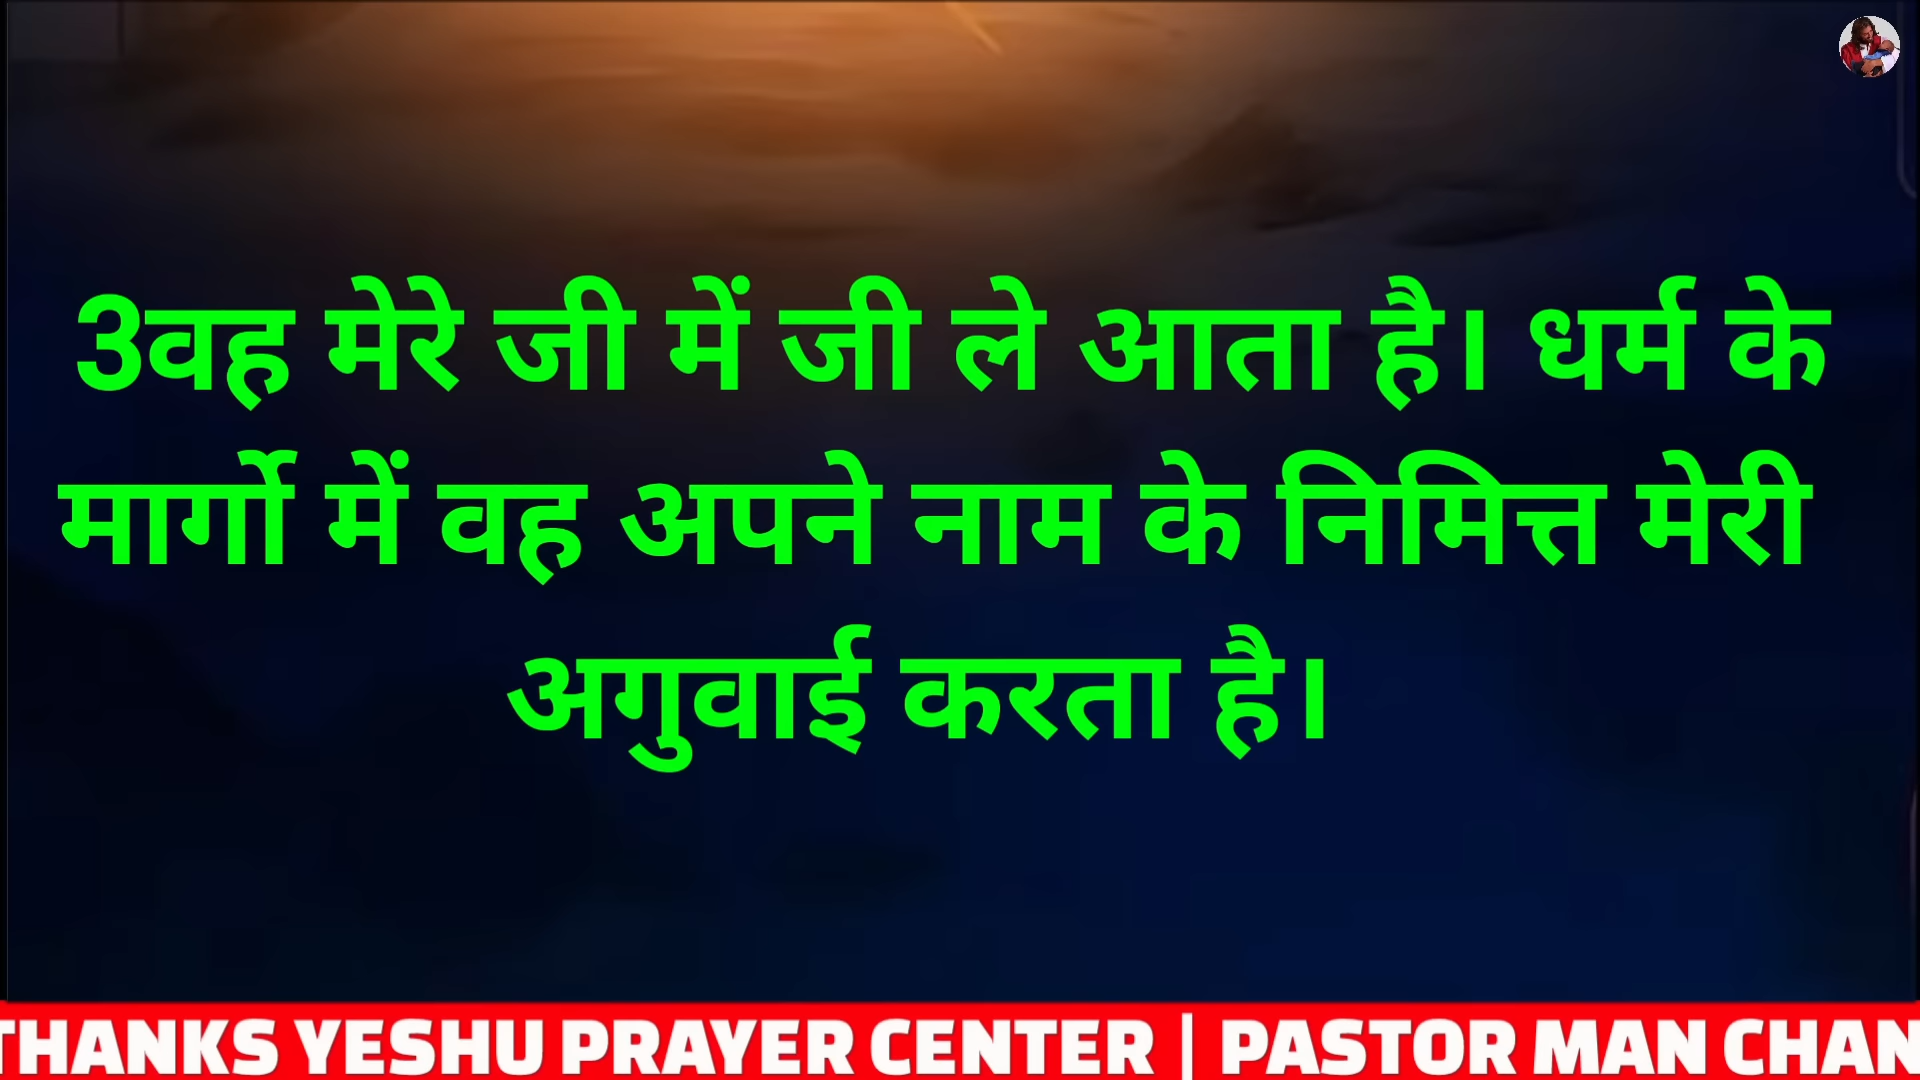 3वह मेरे जी में जी ले आता है। धर्म के
मार्गो में वह अपने नाम के निमित्त मेरी
अगुवाई करता है।
THANKS YESHU PRAYER CENTER | PASTOR MAN CHAN